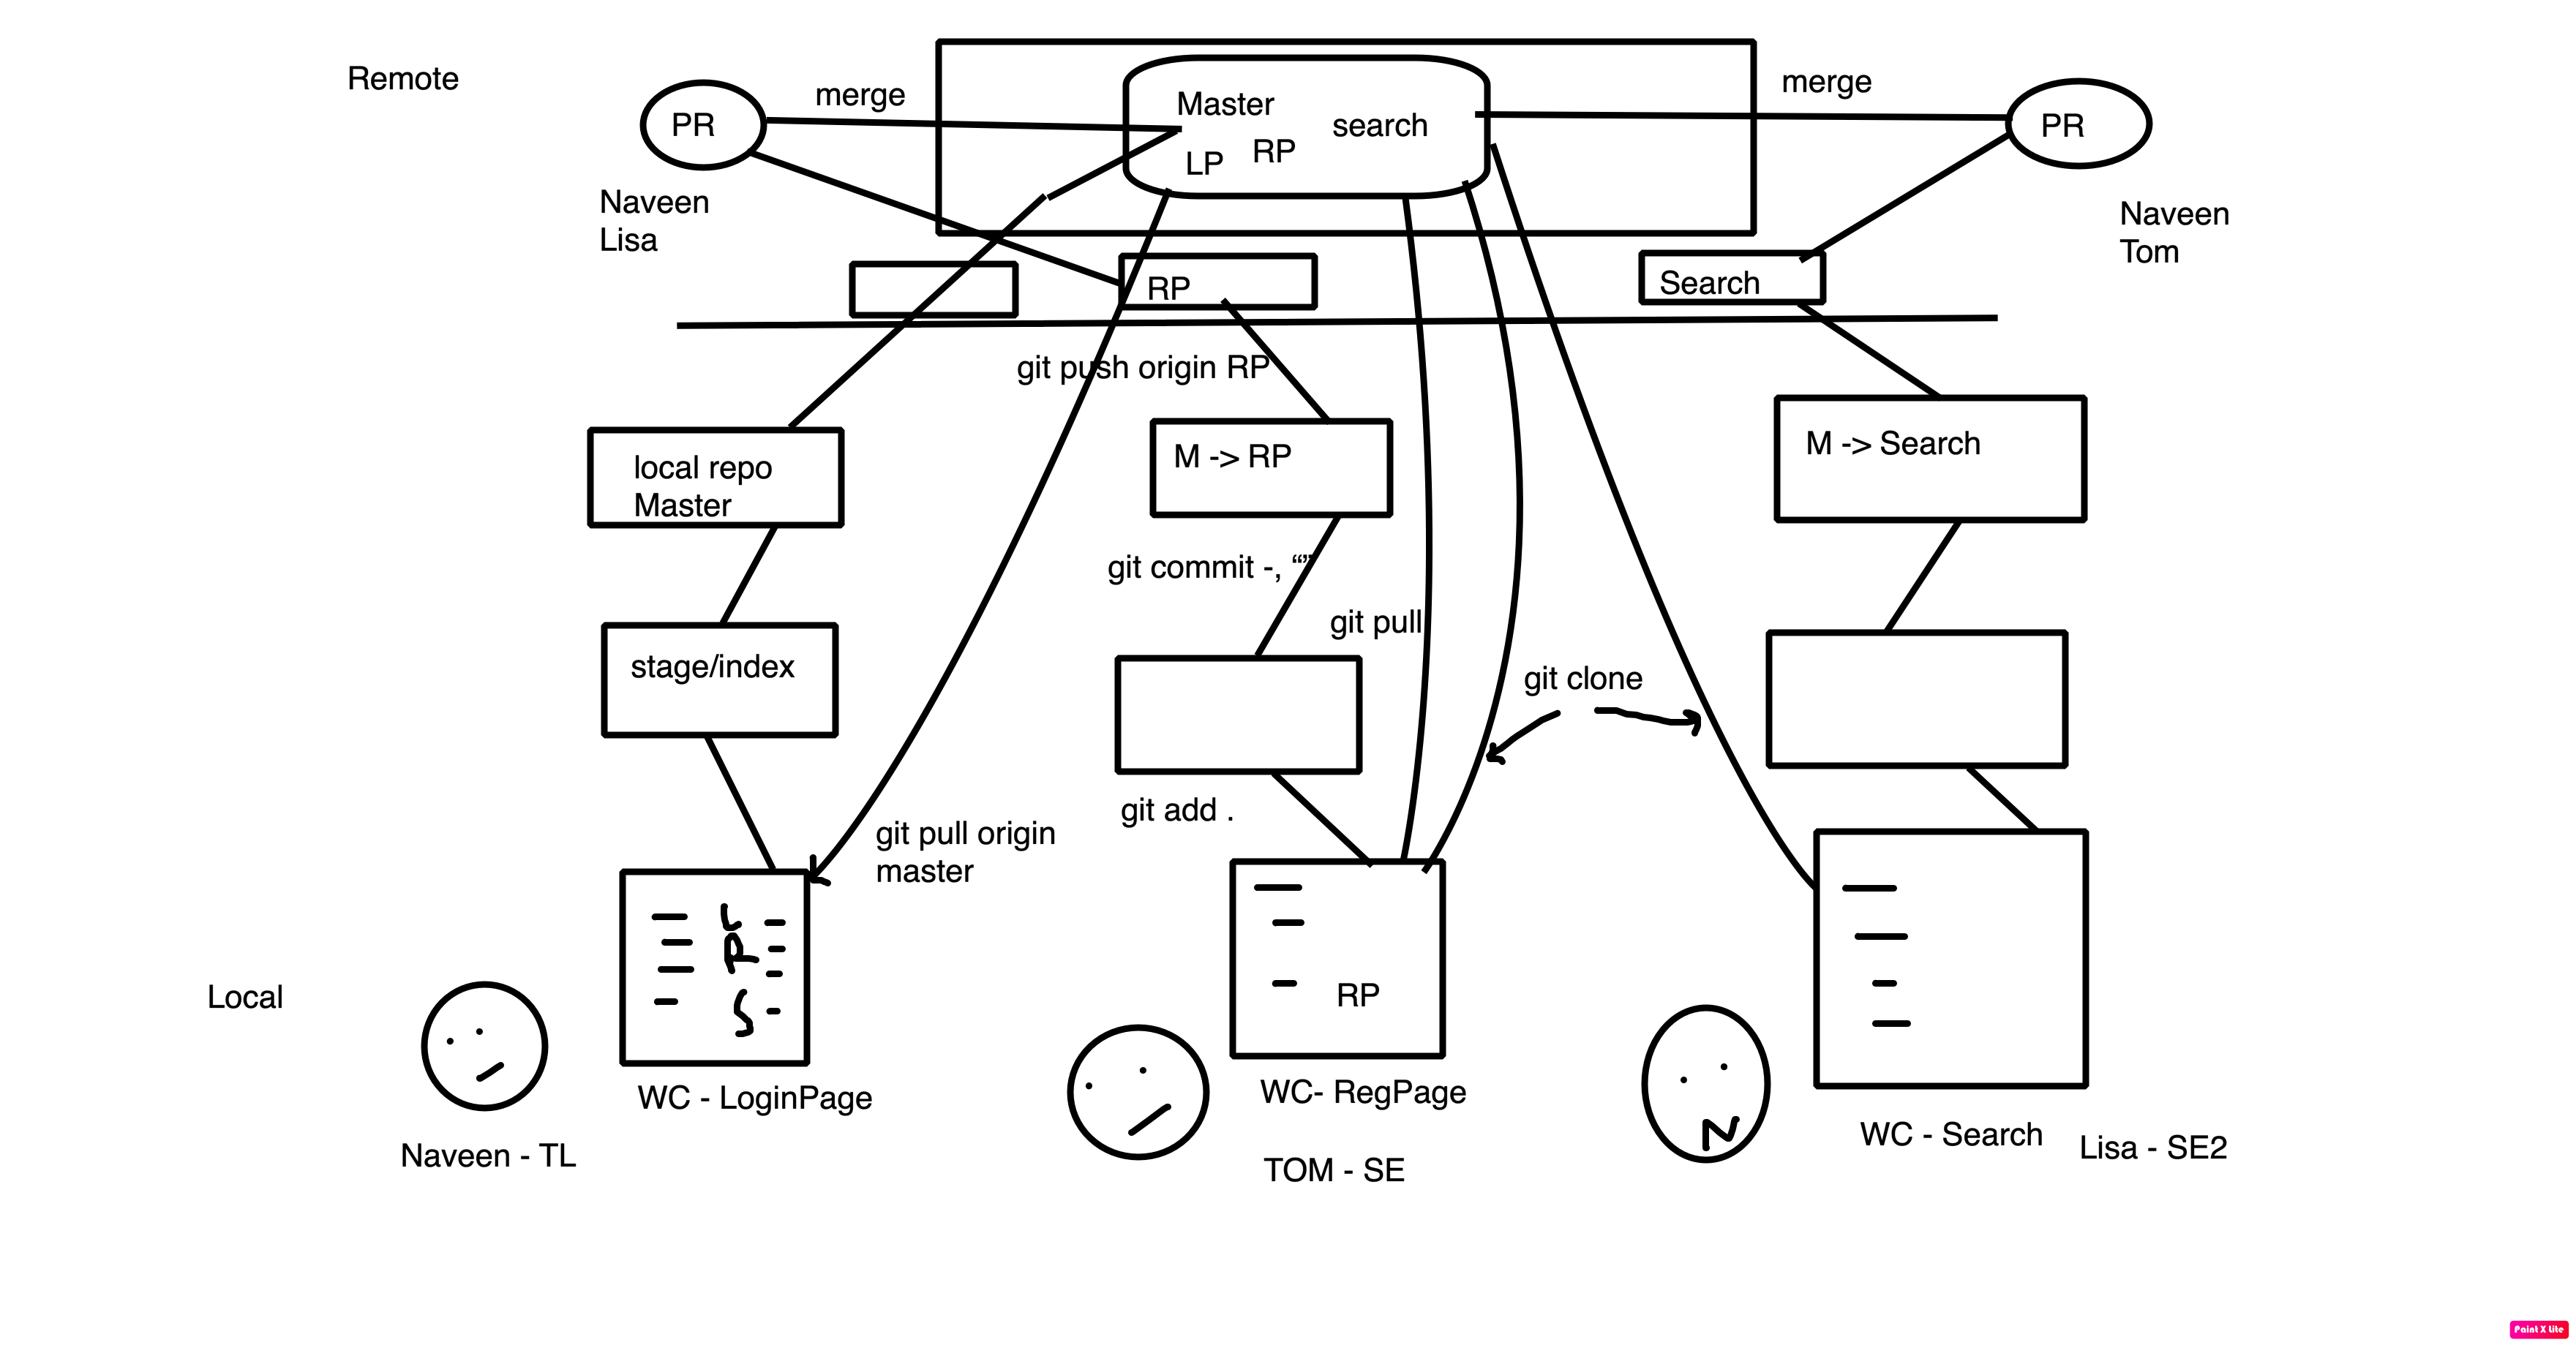 Remote
PR
merge
Master
LP
RP
search
merge
PR
Naveen
Lisa
Naveen
Tom
RP
Search
git push origin RP
local repo
Master
M -> RP
M -> Search
git commit -, “”
git pull
stage/index
git clone
git add .
git pull origin
master
L
R
S
RP
Local
WC - LoginPage
WC- RegPage
WC - Search
Naveen - TL
TOM - SE
Lisa - SE2
Paint X Lite